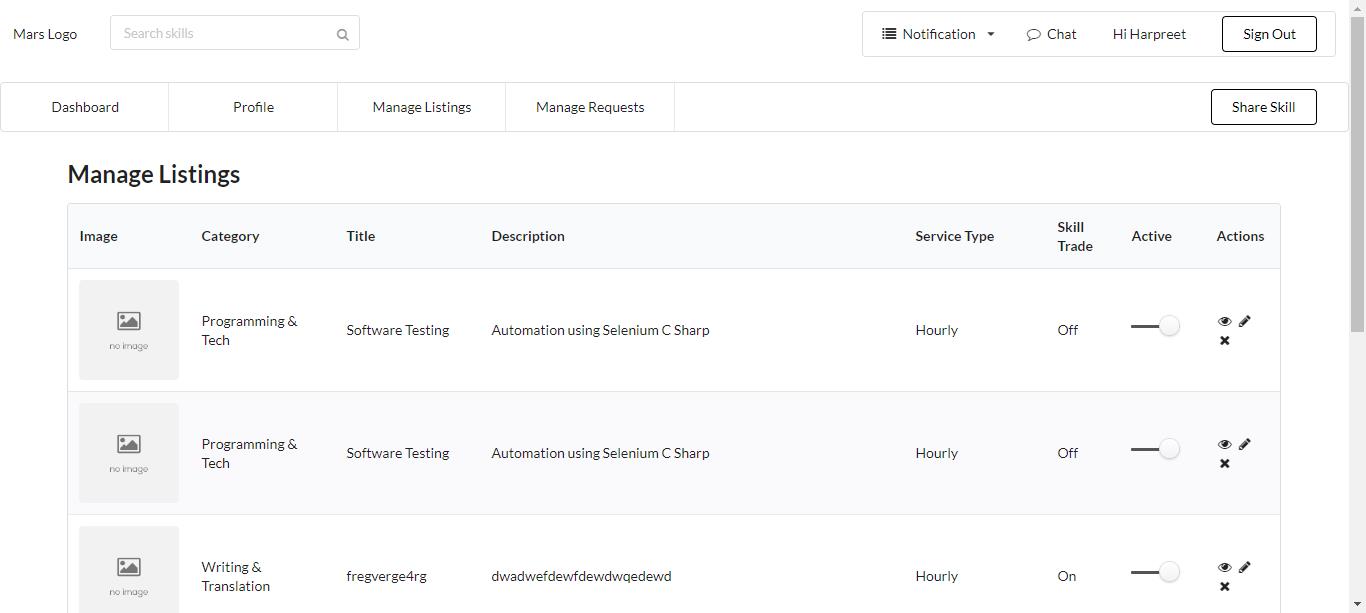 Mars Logo
Search skills
Notification
Chat
Hi Harpreet
Sign Out
Dashboard
Profile
Manage Listings
Manage Requests
Share Skill
Manage Listings
Image
Category
Title
Description
Service Type
Skill
Trade
Active
Actions
no image
Programming &
Tech
Software Testing
Automation using Selenium C Sharp
Hourly
Off
no image
Programming &
Tech
Software Testing
Automation using Selenium C Sharp
Hourly
Off
no image
Writing &
Translation
fregverge4rg
dwadwefdewfdewdwqedewd
Hourly
On